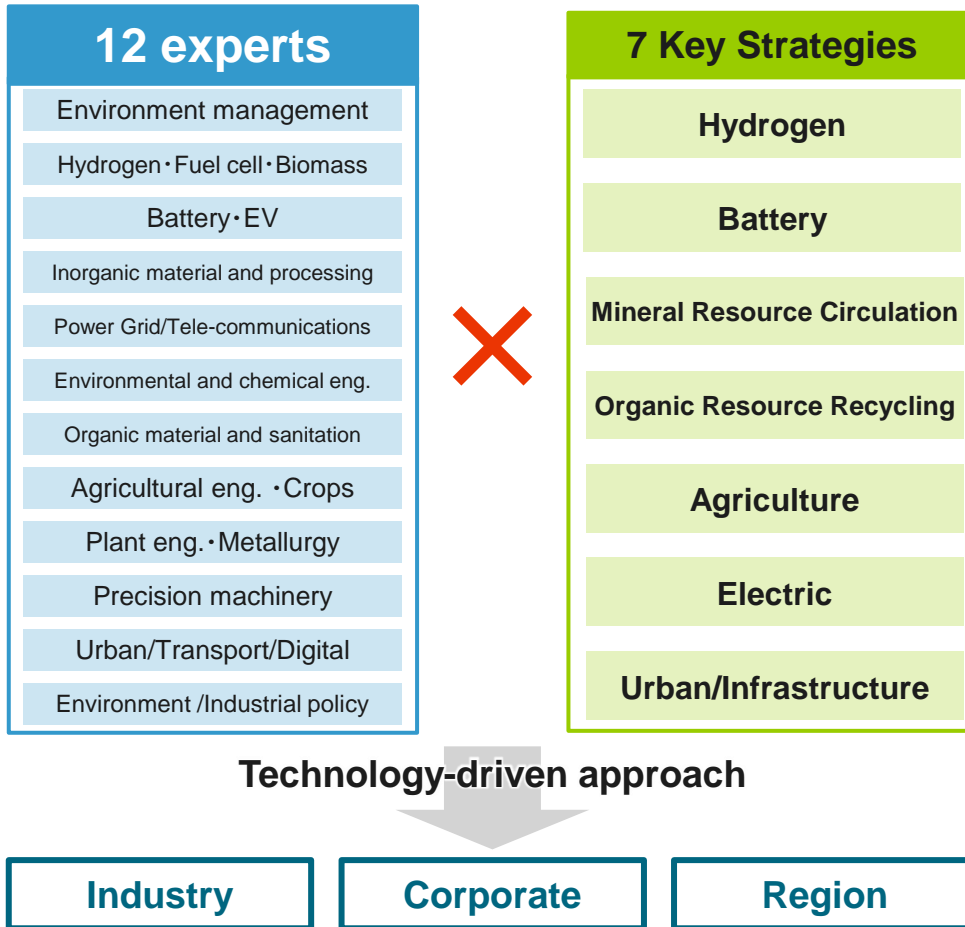 12 experts
Environment management
Hydrogen・Fuel cell・Biomass
Battery・EV
Inorganic material and processing
Power Grid/Tele-communications
Environmental and chemical eng.
Organic material and sanitation
Agricultural eng. ・Crops
Plant eng.・Metallurgy
Precision machinery
Urban/Transport/Digital
Environment /Industrial policy
7 Key Strategies
Hydrogen
Battery
Mineral Resource Circulation
Organic Resource Recycling
Agriculture
Electric
Urban/Infrastructure
Technology-driven approach
Industry
Corporate
Region